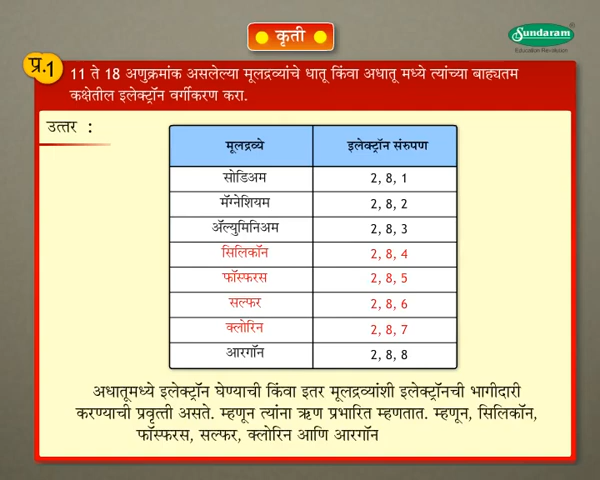 कृती
Sundaram
Education Revolution
प्र.1
11 ते 18 अणुक्रमांक असलेल्या मूलद्रव्यांचे धातू किंवा अधातू मध्ये त्यांच्या बाह्यतम
कक्षेतील इलेक्ट्रॉन वर्गीकरण करा.
उत्तर :
मूलद्रव्ये इलेक्ट्रॉन संरुपण
सोडिअम 2, 8, 1
मॅग्नेशियम 2, 8, 2
ॲल्युमिनिअम 2, 8, 3
सिलिकॉन 2, 8, 4
फॉस्फरस 2, 8, 5
सल्फर 2, 8, 6
क्लोरिन 2, 8, 7
आरगॉन 2, 8, 8
अधातूमध्ये इलेक्ट्रॉन घेण्याची किंवा इतर मूलद्रव्यांशी इलेक्ट्रॉनची भागीदारी
करण्याची प्रवृत्ती असते. म्हणून त्यांना ऋण प्रभारित म्हणतात. म्हणून, सिलिकॉन,
फॉस्फरस, सल्फर, क्लोरिन आणि आरगॉन